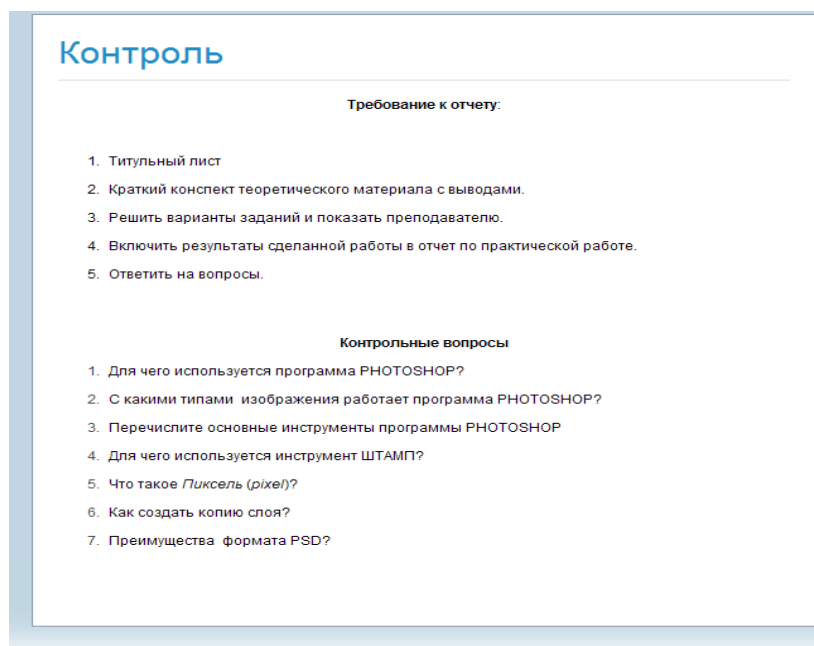 Контроль
Требование к отчету:
1. Титульный лист
2. Краткий конспект теоретического материала с выводами.
3. Решить варианты заданий и показать преподавателю.
4. Включить результаты сделанной работы в отчет по практической работе.
5. Ответить на вопросы.
Контрольные вопросы
1. Для чего используется программа PHOTOSHOP?
2. С какими типами изображения работает программа PHOTOSHOP?
3. Перечислите основные инструменты программы PHOTOSHOP
4. Для чего используется инструмент ШТАМП?
5. Что такое Пиксель (pixel)?
6. Как создать копию слоя?
7. Преимущества формата PSD?